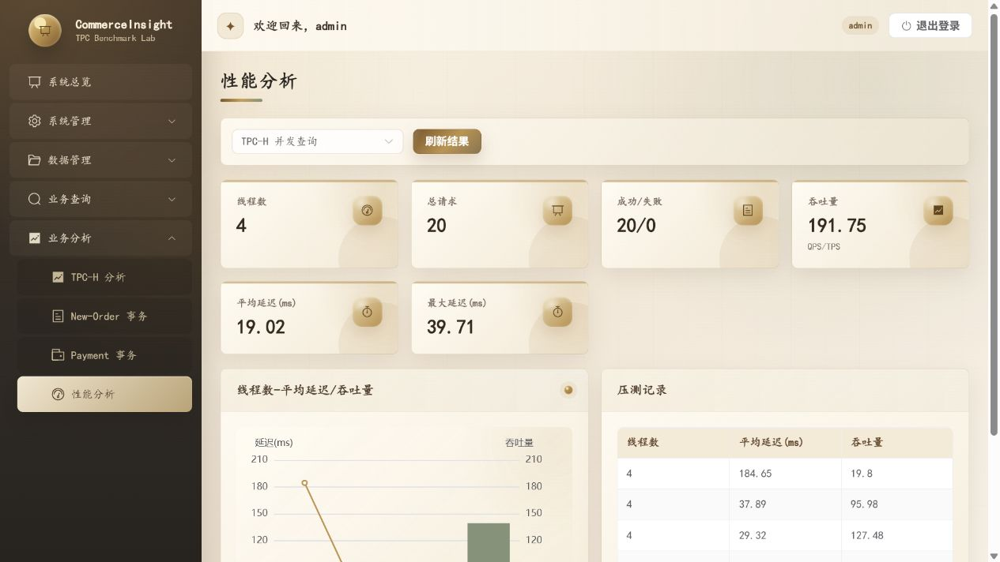 CommerceInsight
TPC Benchmark Lab
系统总览
系统管理
数据管理
业务查询
业务分析
TPC-H 分析
New-Order 事务
Payment 事务
性能分析
欢迎回来, admin
admin
退出登录
性能分析
TPC-H 并发查询
刷新结果
线程数
4
总请求
20
成功/失败
20/0
吞吐量
191.75
QPS/TPS
平均延迟(ms)
19.02
最大延迟(ms)
39.71
线程数-平均延迟/吞吐量
延迟(ms) 吞吐量
210 210
180 180
150 150
120 120
压测记录
线程数 平均延迟(ms) 吞吐量
4 184.65 19.8
4 37.89 95.98
4 29.32 127.48